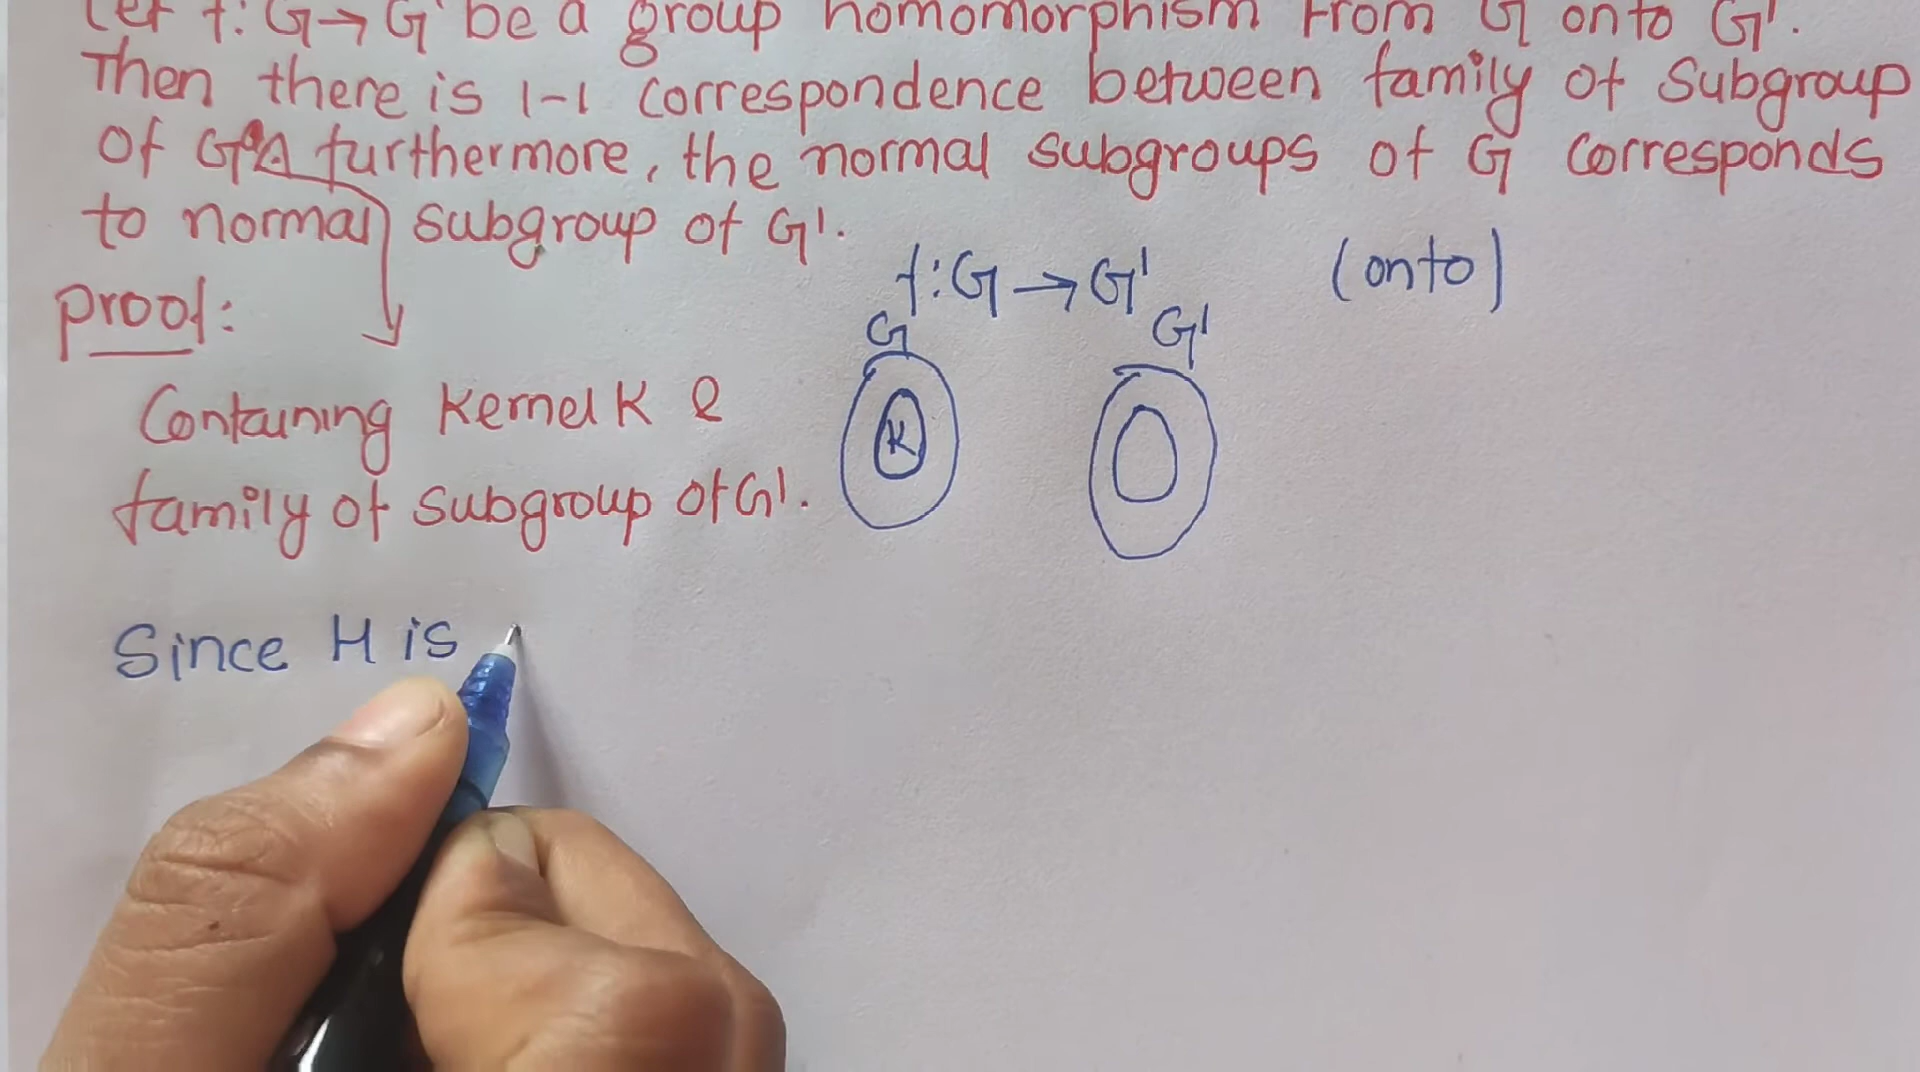 Let f: G → G' be a group homomorphism from G onto G'.
Then there is 1-1 correspondence between family of subgroup
of G furthermore, the normal subgroups of G corresponds
to normal subgroup of G'.
Proof:
f: G → G' (onto)
G G'
K
Containing Kernel K &
family of subgroup of G'.
Since H is